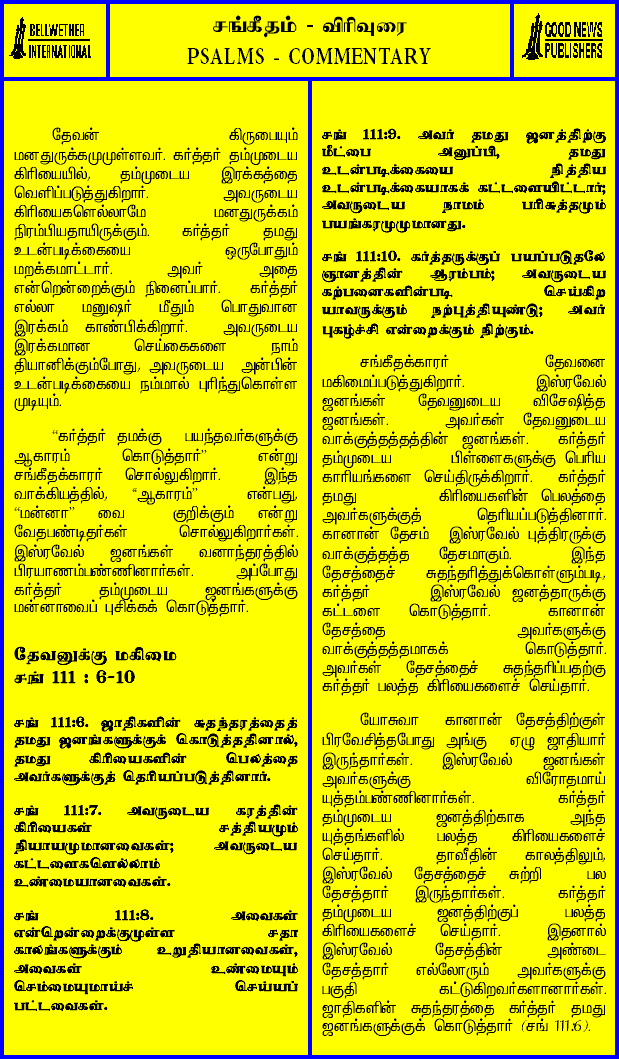 BELLWETHER
INTERNATIONAL
சங்கீதம் - விரிவுரை
PSALMS - COMMENTARY
GOOD NEWS
PUBLISHERS
தேவன் கிருபையும்
மனதுருக்கமுமுள்ளவர். கர்த்தர் தம்முடைய
கிரியையில், தம்முடைய இரக்கத்தை
வெளிப்படுத்துகிறார். அவருடைய
கிரியைகளெல்லாமே மனதுருக்கம்
நிரம்பியதாயிருக்கும். கர்த்தர் தமது
உடன்படிக்கையை ஒருபோதும்
மறக்கமாட்டார். அவர் அதை
என்றென்றைக்கும் நினைப்பார். கர்த்தர்
எல்லா மனுஷர் மீதும் பொதுவான
இரக்கம் காண்பிக்கிறார். அவருடைய
இரக்கமான செய்கைகளை நாம்
தியானிக்கும்போது, அவருடைய அன்பின்
உடன்படிக்கையை நம்மால் புரிந்துகொள்ள
முடியும்.
“கர்த்தர் தமக்கு பயந்தவர்களுக்கு
ஆகாரம் கொடுத்தார்” என்று
சங்கீதக்காரர் சொல்லுகிறார். இந்த
வாக்கியத்தில், “ஆகாரம்” என்பது,
“மன்னா” வை குறிக்கும் என்று
வேதபண்டிதர்கள் சொல்லுகிறார்கள்.
இஸ்ரவேல் ஜனங்கள் வனாந்தரத்தில்
பிரயாணம்பண்ணினார்கள். அப்போது
கர்த்தர் தம்முடைய ஜனங்களுக்கு
மன்னாவைப் புசிக்கக் கொடுத்தார்.
தேவனுக்கு மகிமை
சங் 111 : 6-10
சங் 111:6. ஜாதிகளின் சுதந்தரத்தைத்
தமது ஜனங்களுக்குக் கொடுத்ததினால்,
தமது கிரியைகளின் பெலத்தை
அவர்களுக்குத் தெரியப்படுத்தினார்.
சங் 111:7. அவருடைய கரத்தின்
கிரியைகள் சத்தியமும்
நியாயமுமானவைகள்; அவருடைய
கட்டளைகளெல்லாம்
உண்மையானவைகள்.
சங் 111:8. அவைகள்
என்றென்றைக்குமுள்ள சதா
காலங்களுக்கும் உறுதியானவைகள்,
அவைகள் உண்மையும்
செம்மையுமாய்ச் செய்யப்
பட்டவைகள்.
சங் 111:9. அவர் தமது ஜனத்திற்கு
மீட்பை அனுப்பி, தமது
உடன்படிக்கையை நித்திய
உடன்படிக்கையாகக் கட்டளையிட்டார்;
அவருடைய நாமம் பரிசுத்தமும்
பயங்கரமுமுமானது.
சங் 111:10. கர்த்தருக்குப் பயப்படுதலே
ஞானத்தின் ஆரம்பம்; அவருடைய
கற்பனைகளின்படி செய்கிற
யாவருக்கும் நற்புத்தியுண்டு; அவர்
புகழ்ச்சி என்றைக்கும் நிற்கும்.
சங்கீதக்காரர் தேவனை
மகிமைப்படுத்துகிறார். இஸ்ரவேல்
ஜனங்கள் தேவனுடைய விசேஷித்த
ஜனங்கள். அவர்கள் தேவனுடைய
வாக்குத்தத்தத்தின் ஜனங்கள். கர்த்தர்
தம்முடைய பிள்ளைகளுக்கு பெரிய
காரியங்களை செய்திருக்கிறார். கர்த்தர்
தமது கிரியைகளின் பெலத்தை
அவர்களுக்குத் தெரியப்படுத்தினார்.
கானான் தேசம் இஸ்ரவேல் புத்திரருக்கு
வாக்குத்தத்த தேசமாகும். இந்த
தேசத்தைச் சுதந்தரித்துக்கொள்ளும்படி,
கர்த்தர் இஸ்ரவேல் ஜனத்தாருக்கு
கட்டளை கொடுத்தார். கானான்
தேசத்தை அவர்களுக்கு
வாக்குத்தத்தமாகக் கொடுத்தார்.
அவர்கள் தேசத்தைச் சுதந்தரிப்பதற்கு
கர்த்தர் பலத்த கிரியைகளைச் செய்தார்.
யோசுவா கானான் தேசத்திற்குள்
பிரவேசித்தபோது அங்கு ஏழு ஜாதியார்
இருந்தார்கள். இஸ்ரவேல் ஜனங்கள்
அவர்களுக்கு விரோதமாய்
யுத்தம்பண்ணினார்கள். கர்த்தர்
தம்முடைய ஜனத்திற்காக அந்த
யுத்தங்களில் பலத்த கிரியைகளைச்
செய்தார். தாவீதின் காலத்திலும்,
இஸ்ரவேல் தேசத்தைச் சுற்றி பல
தேசத்தார் இருந்தார்கள். கர்த்தர்
தம்முடைய ஜனத்திற்குப் பலத்த
கிரியைகளைச் செய்தார். இதனால்
இஸ்ரவேல் தேசத்தின் அண்டை
தேசத்தார் எல்லோரும் அவர்களுக்கு
பகுதி கட்டுகிறவர்களானார்கள்.
ஜாதிகளின் சுதந்தரத்தை கர்த்தர் தமது
ஜனங்களுக்குக் கொடுத்தார் (சங் 111:6).